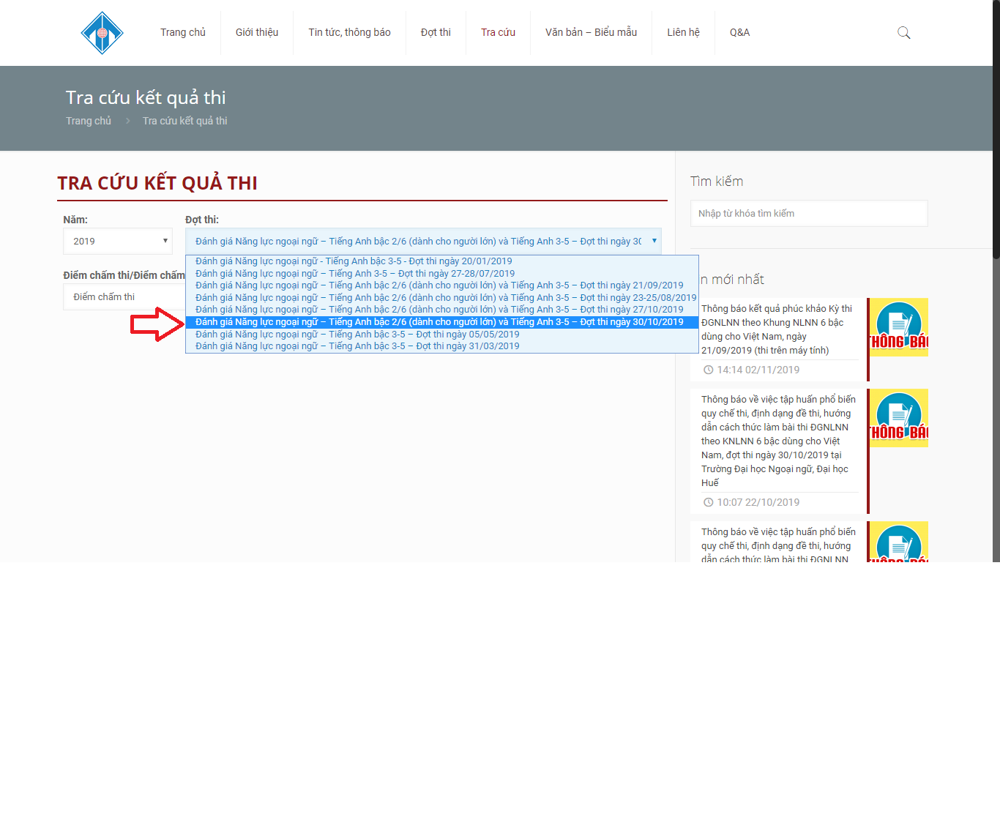 Trang chủ
Giới thiệu
Tin tức, thông báo
Đợt thi
Tra cứu
Văn bản – Biểu mẫu
Liên hệ
Q&A
Tra cứu kết quả thi
Trang chủ
Tra cứu kết quả thi
TRA CỨU KẾT QUẢ THI
Năm:
2019
Đợt thi:
Đánh giá Năng lực ngoại ngữ – Tiếng Anh bậc 2/6 (dành cho người lớn) và Tiếng Anh 3-5 – Đợt thi ngày 30
Đánh giá Năng lực ngoại ngữ - Tiếng Anh bậc 3-5 - Đợt thi ngày 20/01/2019
Đánh giá Năng lực ngoại ngữ – Tiếng Anh 3-5 – Đợt thi ngày 27-28/07/2019
Đánh giá Năng lực ngoại ngữ – Tiếng Anh bậc 2/6 (dành cho người lớn) và Tiếng Anh 3-5 – Đợt thi ngày 21/09/2019
Đánh giá Năng lực ngoại ngữ – Tiếng Anh bậc 2/6 (dành cho người lớn) và Tiếng Anh 3-5 – Đợt thi ngày 23-25/08/2019
Đánh giá Năng lực ngoại ngữ – Tiếng Anh bậc 2/6 (dành cho người lớn) và Tiếng Anh 3-5 – Đợt thi ngày 27/10/2019
Đánh giá Năng lực ngoại ngữ – Tiếng Anh bậc 2/6 (dành cho người lớn) và Tiếng Anh 3-5 – Đợt thi ngày 30/10/2019
Đánh giá Năng lực ngoại ngữ – Tiếng Anh bậc 3-5 – Đợt thi ngày 05/05/2019
Đánh giá Năng lực ngoại ngữ – Tiếng Anh bậc 3-5 – Đợt thi ngày 31/03/2019
Điểm chấm thi/Điểm chấm
Điểm chấm thi
Tìm kiếm
Nhập từ khóa tìm kiếm
n mới nhất
Thông báo kết quả phúc khảo Kỳ thi
ĐGNLNN theo Khung NLNN 6 bậc
dùng cho Việt Nam, ngày
21/09/2019 (thi trên máy tính)
14:14 02/11/2019
THÔNG BÁO
Thông báo về việc tập huấn phổ biến
quy chế thi, định dạng đề thi, hướng
dẫn cách thức làm bài thi ĐGNLNN
theo KNLNN 6 bậc dùng cho Việt
Nam, đợt thi ngày 30/10/2019 tại
Trường Đại học Ngoại ngữ, Đại học
Huế
10:07 22/10/2019
THÔNG BÁO
Thông báo về việc tập huấn phổ biến
quy chế thi, định dạng đề thi, hướng
dẫn cách thức làm bài thi ĐGNLNN
THÔNG BÁO